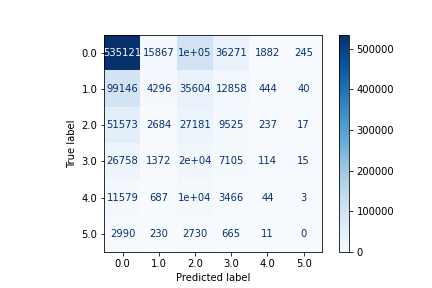 0.0 535121 15867 1e+05 36271 1882 245
1.0 99146 4296 35604 12858 444 40
2.0 51573 2684 27181 9525 237 17
3.0 26758 1372 2e+04 7105 114 15
4.0 11579 687 1e+04 3466 44 3
5.0 2990 230 2730 665 11 0
0.0 1.0 2.0 3.0 4.0 5.0
Predicted label
True label
500000
400000
300000
200000
100000
0